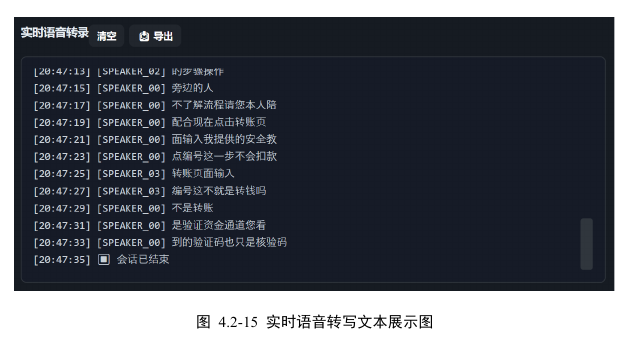 实时语音转录 清空 导出
[20:47:13] [SPEAKER_02] 的步骤操作
[20:47:15] [SPEAKER_00] 旁边的人
[20:47:17] [SPEAKER_00] 不了解流程请您本人陪
[20:47:19] [SPEAKER_00] 配合现在点击转账页
[20:47:21] [SPEAKER_00] 面输入我提供的安全教
[20:47:23] [SPEAKER_00] 点编号这一步不会扣款
[20:47:25] [SPEAKER_03] 转账页面输入
[20:47:27] [SPEAKER_03] 编号这不就是转钱吗
[20:47:29] [SPEAKER_00] 不是转账
[20:47:31] [SPEAKER_00] 是验证资金通道您看
[20:47:33] [SPEAKER_00] 到的验证码也只是核验码
[20:47:35] 会话已结束
图 4.2-15 实时语音转写文本展示图